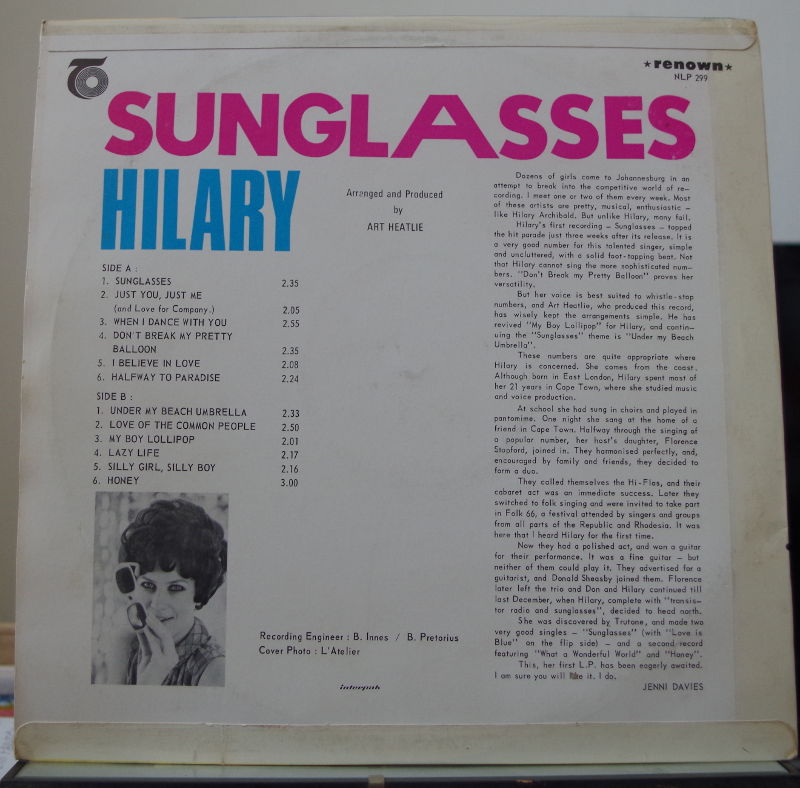 ★renown★
NLP 299
SUNGLASSES
HILARY
Arranged and Produced
by
ART HEATLIE
SIDE A :
1. SUNGLASSES 2.35
2. JUST YOU, JUST ME
(and Love for Company.) 2.05
3. WHEN I DANCE WITH YOU 2.55
4. DON'T BREAK MY PRETTY
BALLOON 2.35
5. I BELIEVE IN LOVE 2.08
6. HALFWAY TO PARADISE 2.24
SIDE B :
1. UNDER MY BEACH UMBRELLA 2.33
2. LOVE OF THE COMMON PEOPLE 2.50
3. MY BOY LOLLIPOP 2.01
4. LAZY LIFE 2.17
5. SILLY GIRL, SILLY BOY 2.16
6. HONEY 3.00
Recording Engineer : B. Innes / B. Pretorius
Cover Photo : L'Atelier
interpak
Dozens of girls come to Johannesburg in an
attempt to break into the competitive world of re-
cording. I meet one or two of them every week. Most
of these artists are pretty, musical, enthusiastic –
like Hilary Archibald. But unlike Hilary, many fail.
Hilary's first recording – Sunglasses – topped
the hit parade just three weeks after its release. It is
a very good number for this talented singer, simple
and uncluttered, with a solid foot-tapping beat. Not
that Hilary cannot sing the more sophisticated num-
bers. "Don't Break my Pretty Balloon" proves her
versatility.
But her voice is best suited to whistle-stop
numbers, and Art Heatlie, who produced this record,
has wisely kept the arrangements simple. He has
revived "My Boy Lollipop" for Hilary, and contin-
uing the "Sunglasses" theme is "Under my Beach
Umbrella".
These numbers are quite appropriate where
Hilary is concerned. She comes from the coast.
Although born in East London, Hilary spent most of
her 21 years in Cape Town, where she studied music
and voice production.
At school she had sung in choirs and played in
pantomime. One night she sang at the home of a
friend in Cape Town. Halfway through the singing of
a popular number, her host's daughter, Florence
Stopford, joined in. They harmonised perfectly, and,
encouraged by family and friends, they decided to
form a duo.
They called themselves the Hi-Flos, and their
cabaret act was an immediate success. Later they
switched to folk singing and were invited to take part
in Folk 66, a festival attended by singers and groups
from all parts of the Republic and Rhodesia. It was
here that I heard Hilary for the first time.
Now they had a polished act, and won a guitar
for their performance. It was a fine guitar – but
neither of them could play it. They advertised for a
guitarist, and Donald Sheasby joined them. Florence
later left the trio and Don and Hilary continued till
last December, when Hilary, complete with "transis-
tor radio and sunglasses", decided to head north.
She was discovered by Trutone, and made two
very good singles – "Sunglasses" (with "Love is
Blue" on the flip side) – and a second record
featuring "What a Wonderful World" and "Honey".
This, her first L.P. has been eagerly awaited.
I am sure you will like it. I do.
JENNI DAVIES